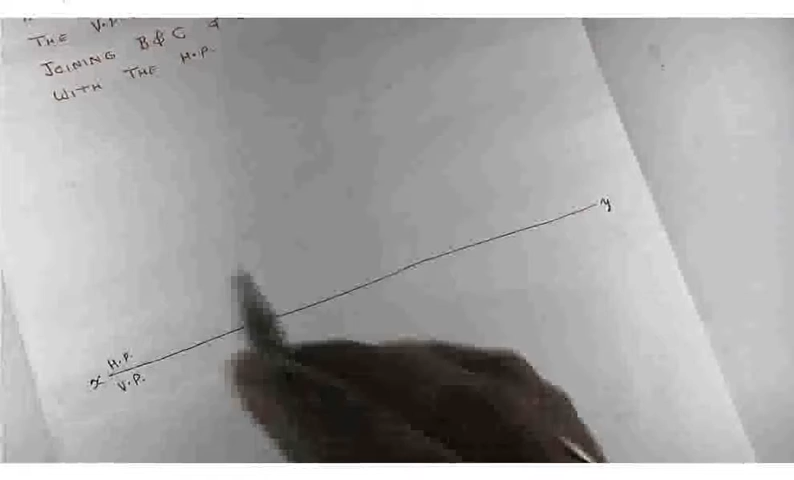 THE V.P.
JOINING B & C &
WITH THE H.P.
y
H.P.
x
V.P.